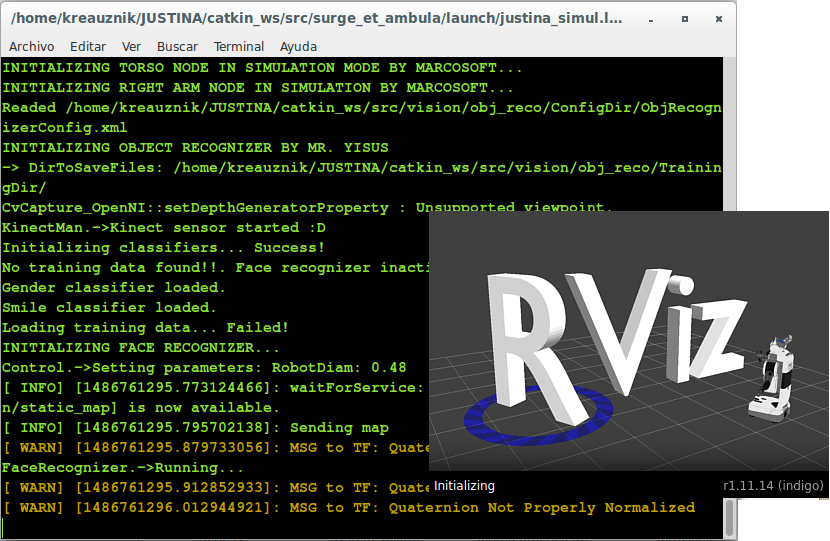 /home/kreauznik/JUSTINA/catkin_ws/src/surge_et_ambula/launch/justina_simul.l...
Archivo Editar Ver Buscar Terminal Ayuda
INITIALIZING TORSO NODE IN SIMULATION MODE BY MARCOSOFT...
INITIALIZING RIGHT ARM NODE IN SIMULATION BY MARCOSOFT...
Readed /home/kreauznik/JUSTINA/catkin_ws/src/vision/obj_reco/ConfigDir/ObjRecogn
izerConfig.xml
INITIALIZING OBJECT RECOGNIZER BY MR. YISUS
-> DirToSaveFiles: /home/kreauznik/JUSTINA/catkin_ws/src/vision/obj_reco/Trainin
gDir/
CvCapture_OpenNI::setDepthGeneratorProperty : Unsupported viewpoint.
KinectMan.->Kinect sensor started :D
Initializing classifiers... Success!
No training data found!!. Face recognizer inacti
Gender classifier loaded.
Smile classifier loaded.
Loading training data... Failed!
INITIALIZING FACE RECOGNIZER...
Control.->Setting parameters: RobotDiam: 0.48
[ INFO] [1486761295.773124466]: waitForService:
n/static_map] is now available.
[ INFO] [1486761295.795702138]: Sending map
[ WARN] [1486761295.879733056]: MSG to TF: Quate
FaceRecognizer.->Running...
[ WARN] [1486761295.912852933]: MSG to TF: Quate
[ WARN] [1486761296.012944921]: MSG to TF: Quaternion Not Properly Normalized
RViz
Initializing
r1.11.14 (indigo)